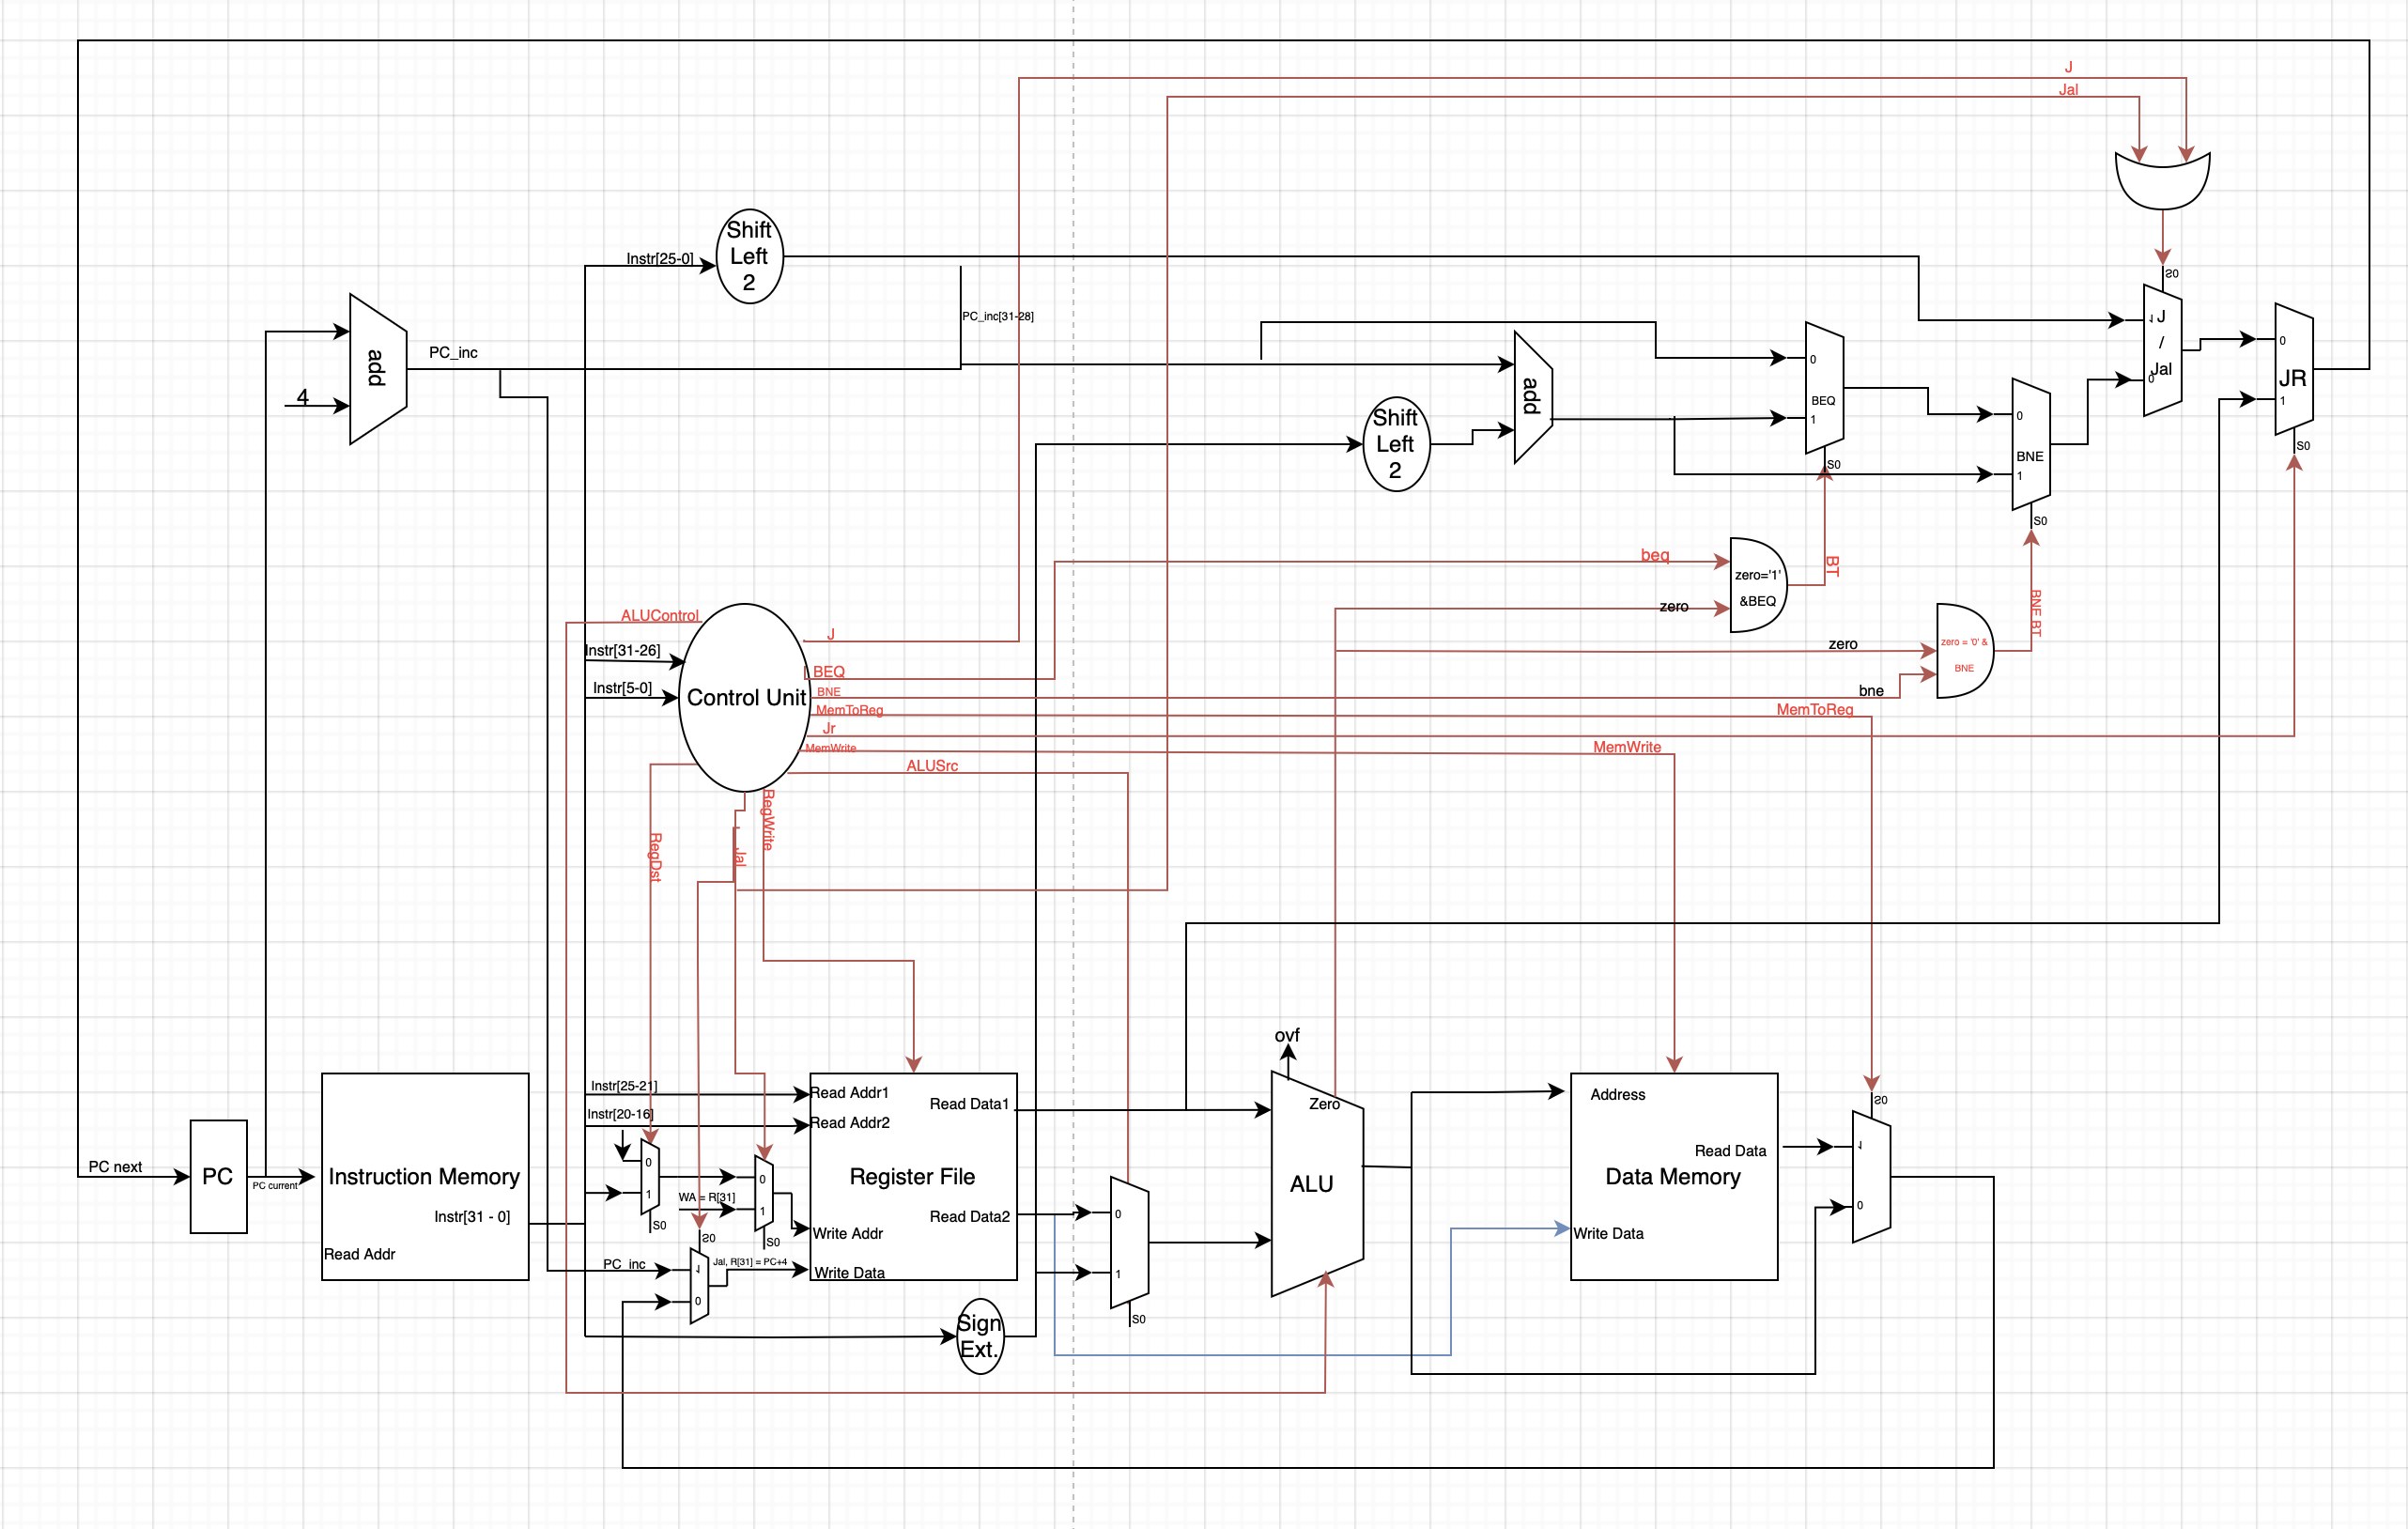 J
Jal
Shift
Left
2
Instr[25-0]
S0
PC_inc[31-28]
1
J
/
Jal
0
0
JR
1
S0
PC_inc
add
4
add
0
BEQ
1
S0
Shift
Left
2
0
BNE
1
S0
beq
BT
zero='1'
&BEQ
zero
BNE BT
zero
zero = '0' &
BNE
bne
ALUControl
J
Instr[31-26]
BEQ
Instr[5-0]
Control Unit
BNE
MemToReg
MemToReg
Jr
MemWrite
MemWrite
ALUSrc
RegWrite
RegDst
Jal
ovf
Instr[25-21]
Read Addr1
Read Data1
Zero
Address
S0
Instr[20-16]
Read Addr2
Read Data
1
0
0
PC next
PC
PC current
Instruction Memory
Register File
ALU
Data Memory
1
WA = R[31]
1
0
Instr[31 - 0]
S0
Read Data2
0
S0
S0
Write Addr
Write Data
Read Addr
PC_inc
1
Jal, R[31] = PC+4
Write Data
1
0
S0
Sign
Ext.